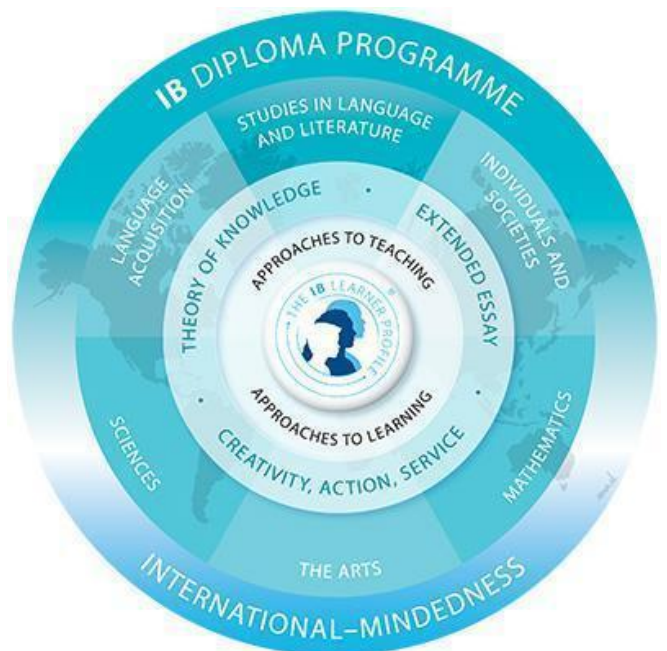 IB DIPLOMA PROGRAMME
STUDIES IN LANGUAGE
AND LITERATURE
LANGUAGE
ACQUISITION
INDIVIDUALS AND
SOCIETIES
THEORY OF KNOWLEDGE
EXTENDED ESSAY
APPROACHES TO TEACHING
THE IB LEARNER PROFILE
®
APPROACHES TO LEARNING
CREATIVITY, ACTION, SERVICE
SCIENCES
MATHEMATICS
THE ARTS
INTERNATIONAL–MINDEDNESS